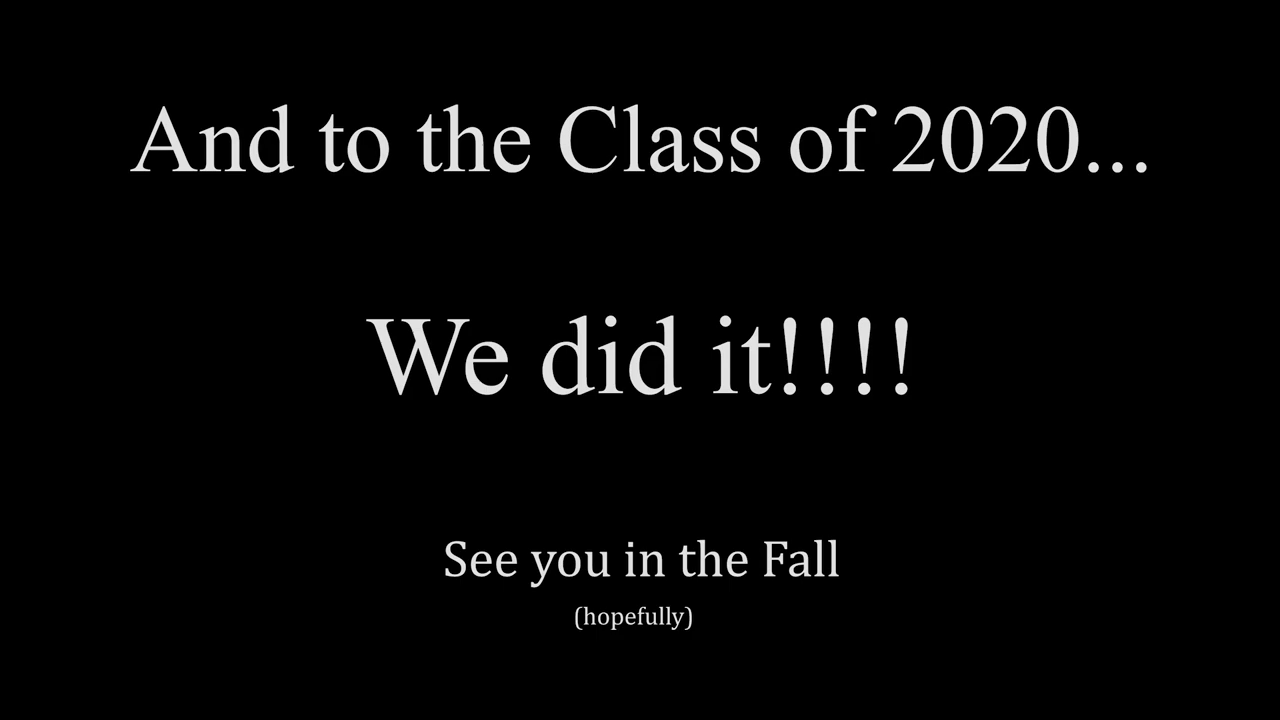 And to the Class of 2020...
We did it!!!!
See you in the Fall
(hopefully)